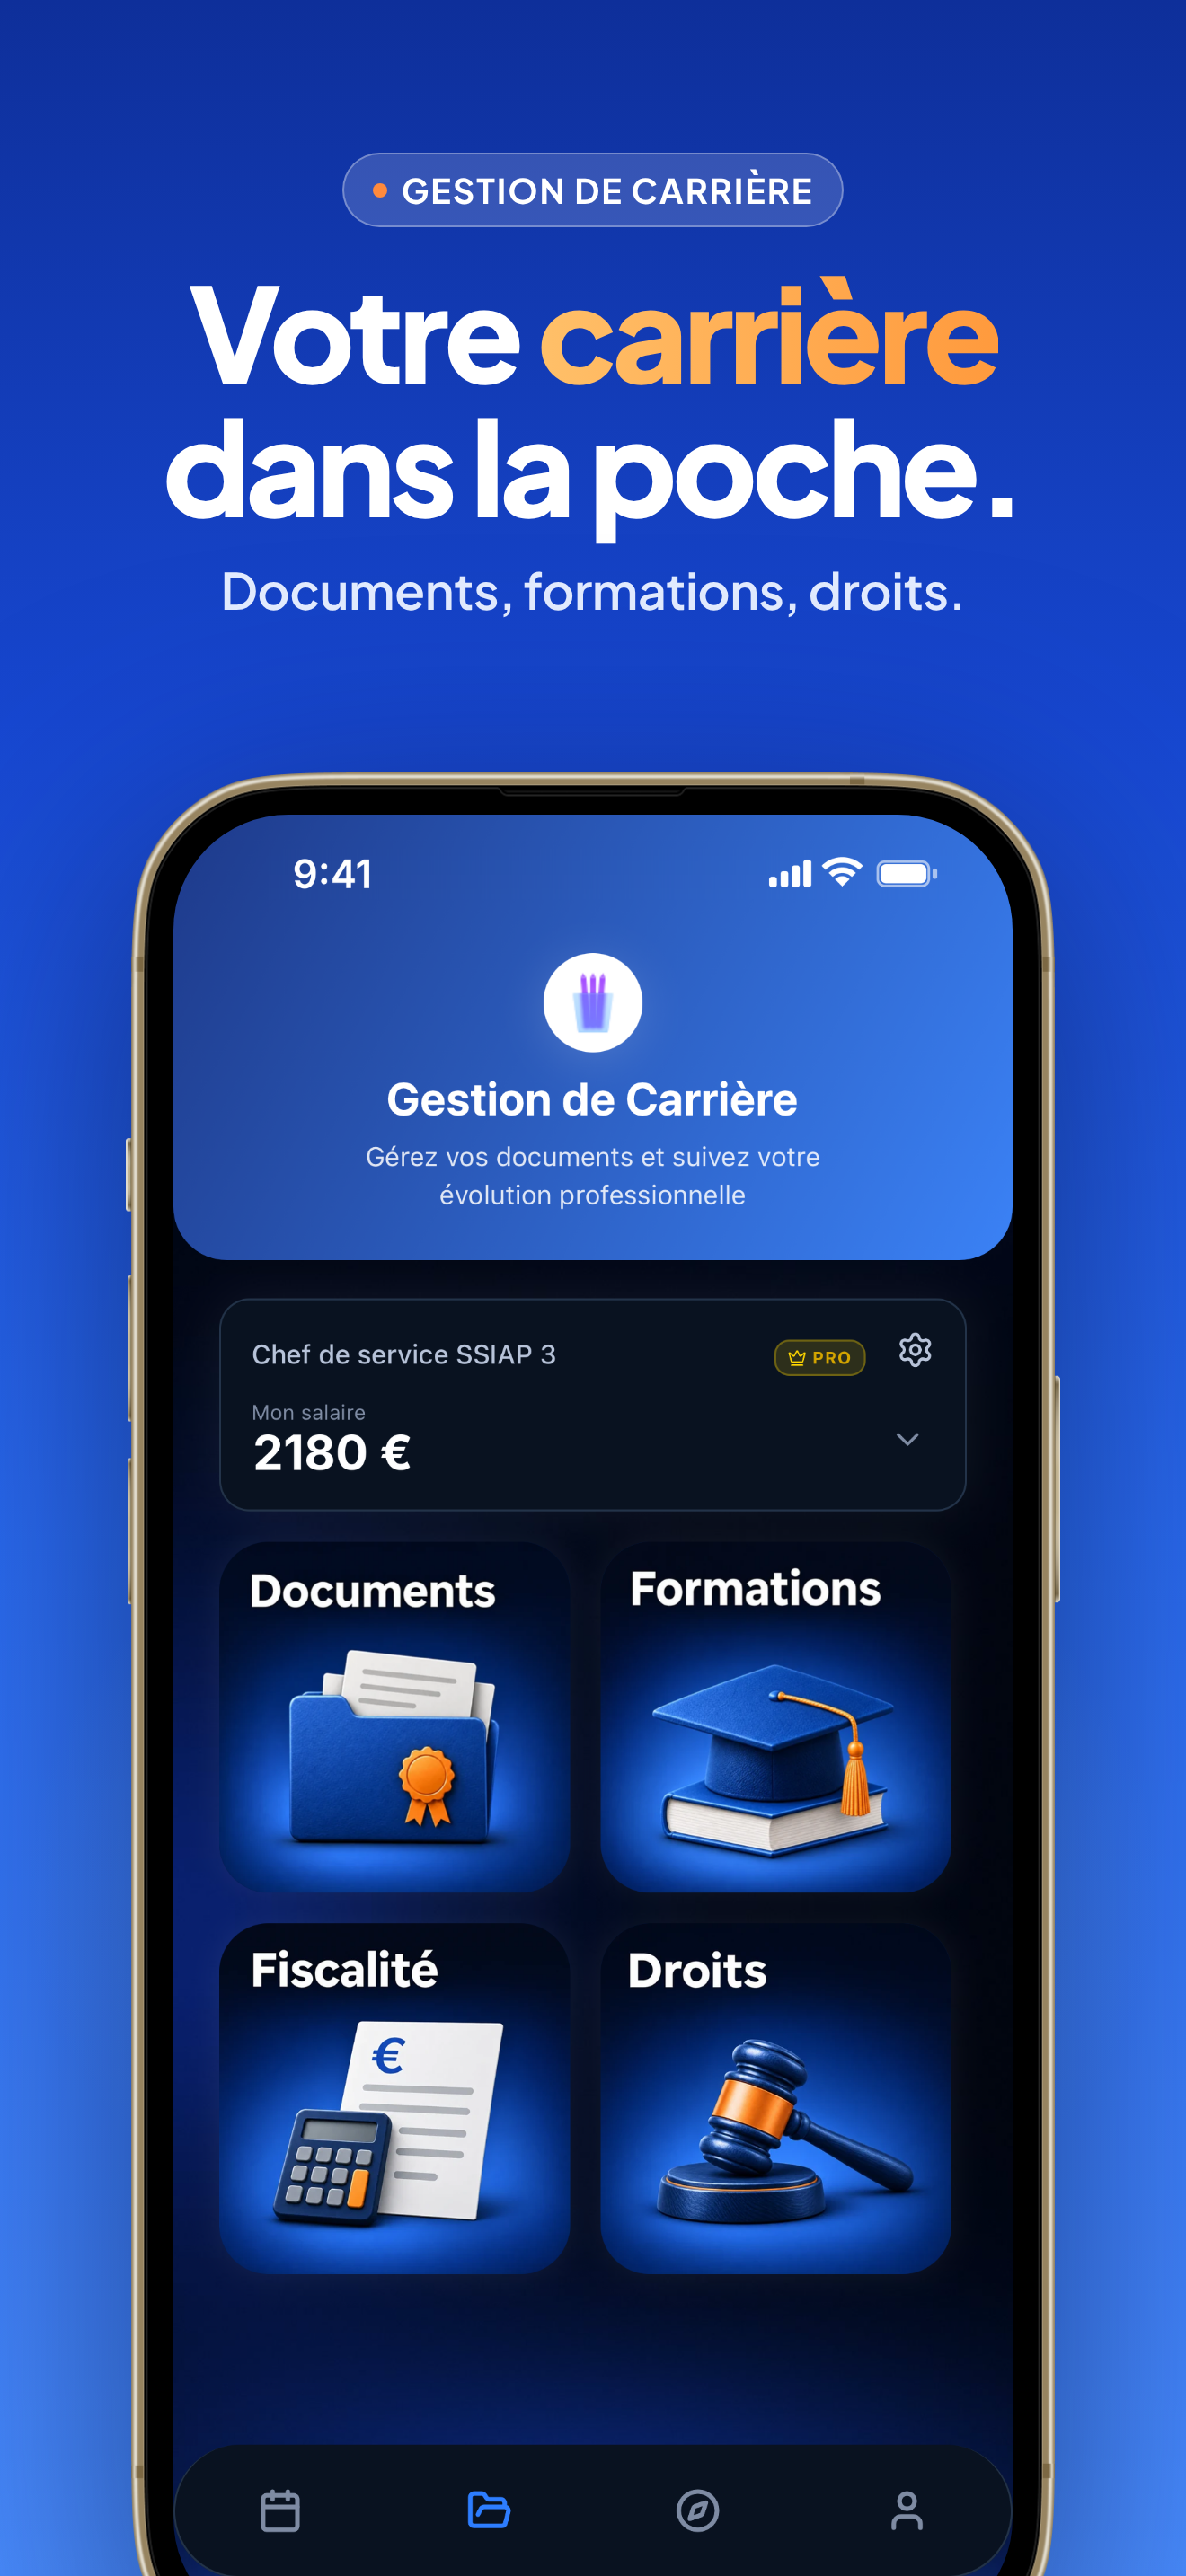 GESTION DE CARRIÈRE
Votre carrière
dans la poche.
Documents, formations, droits.
9:41
Gestion de Carrière
Gérez vos documents et suivez votre
évolution professionnelle
Chef de service SSIAP 3
PRO
Mon salaire
2180 €
Documents
Formations
Fiscalité
Droits
€